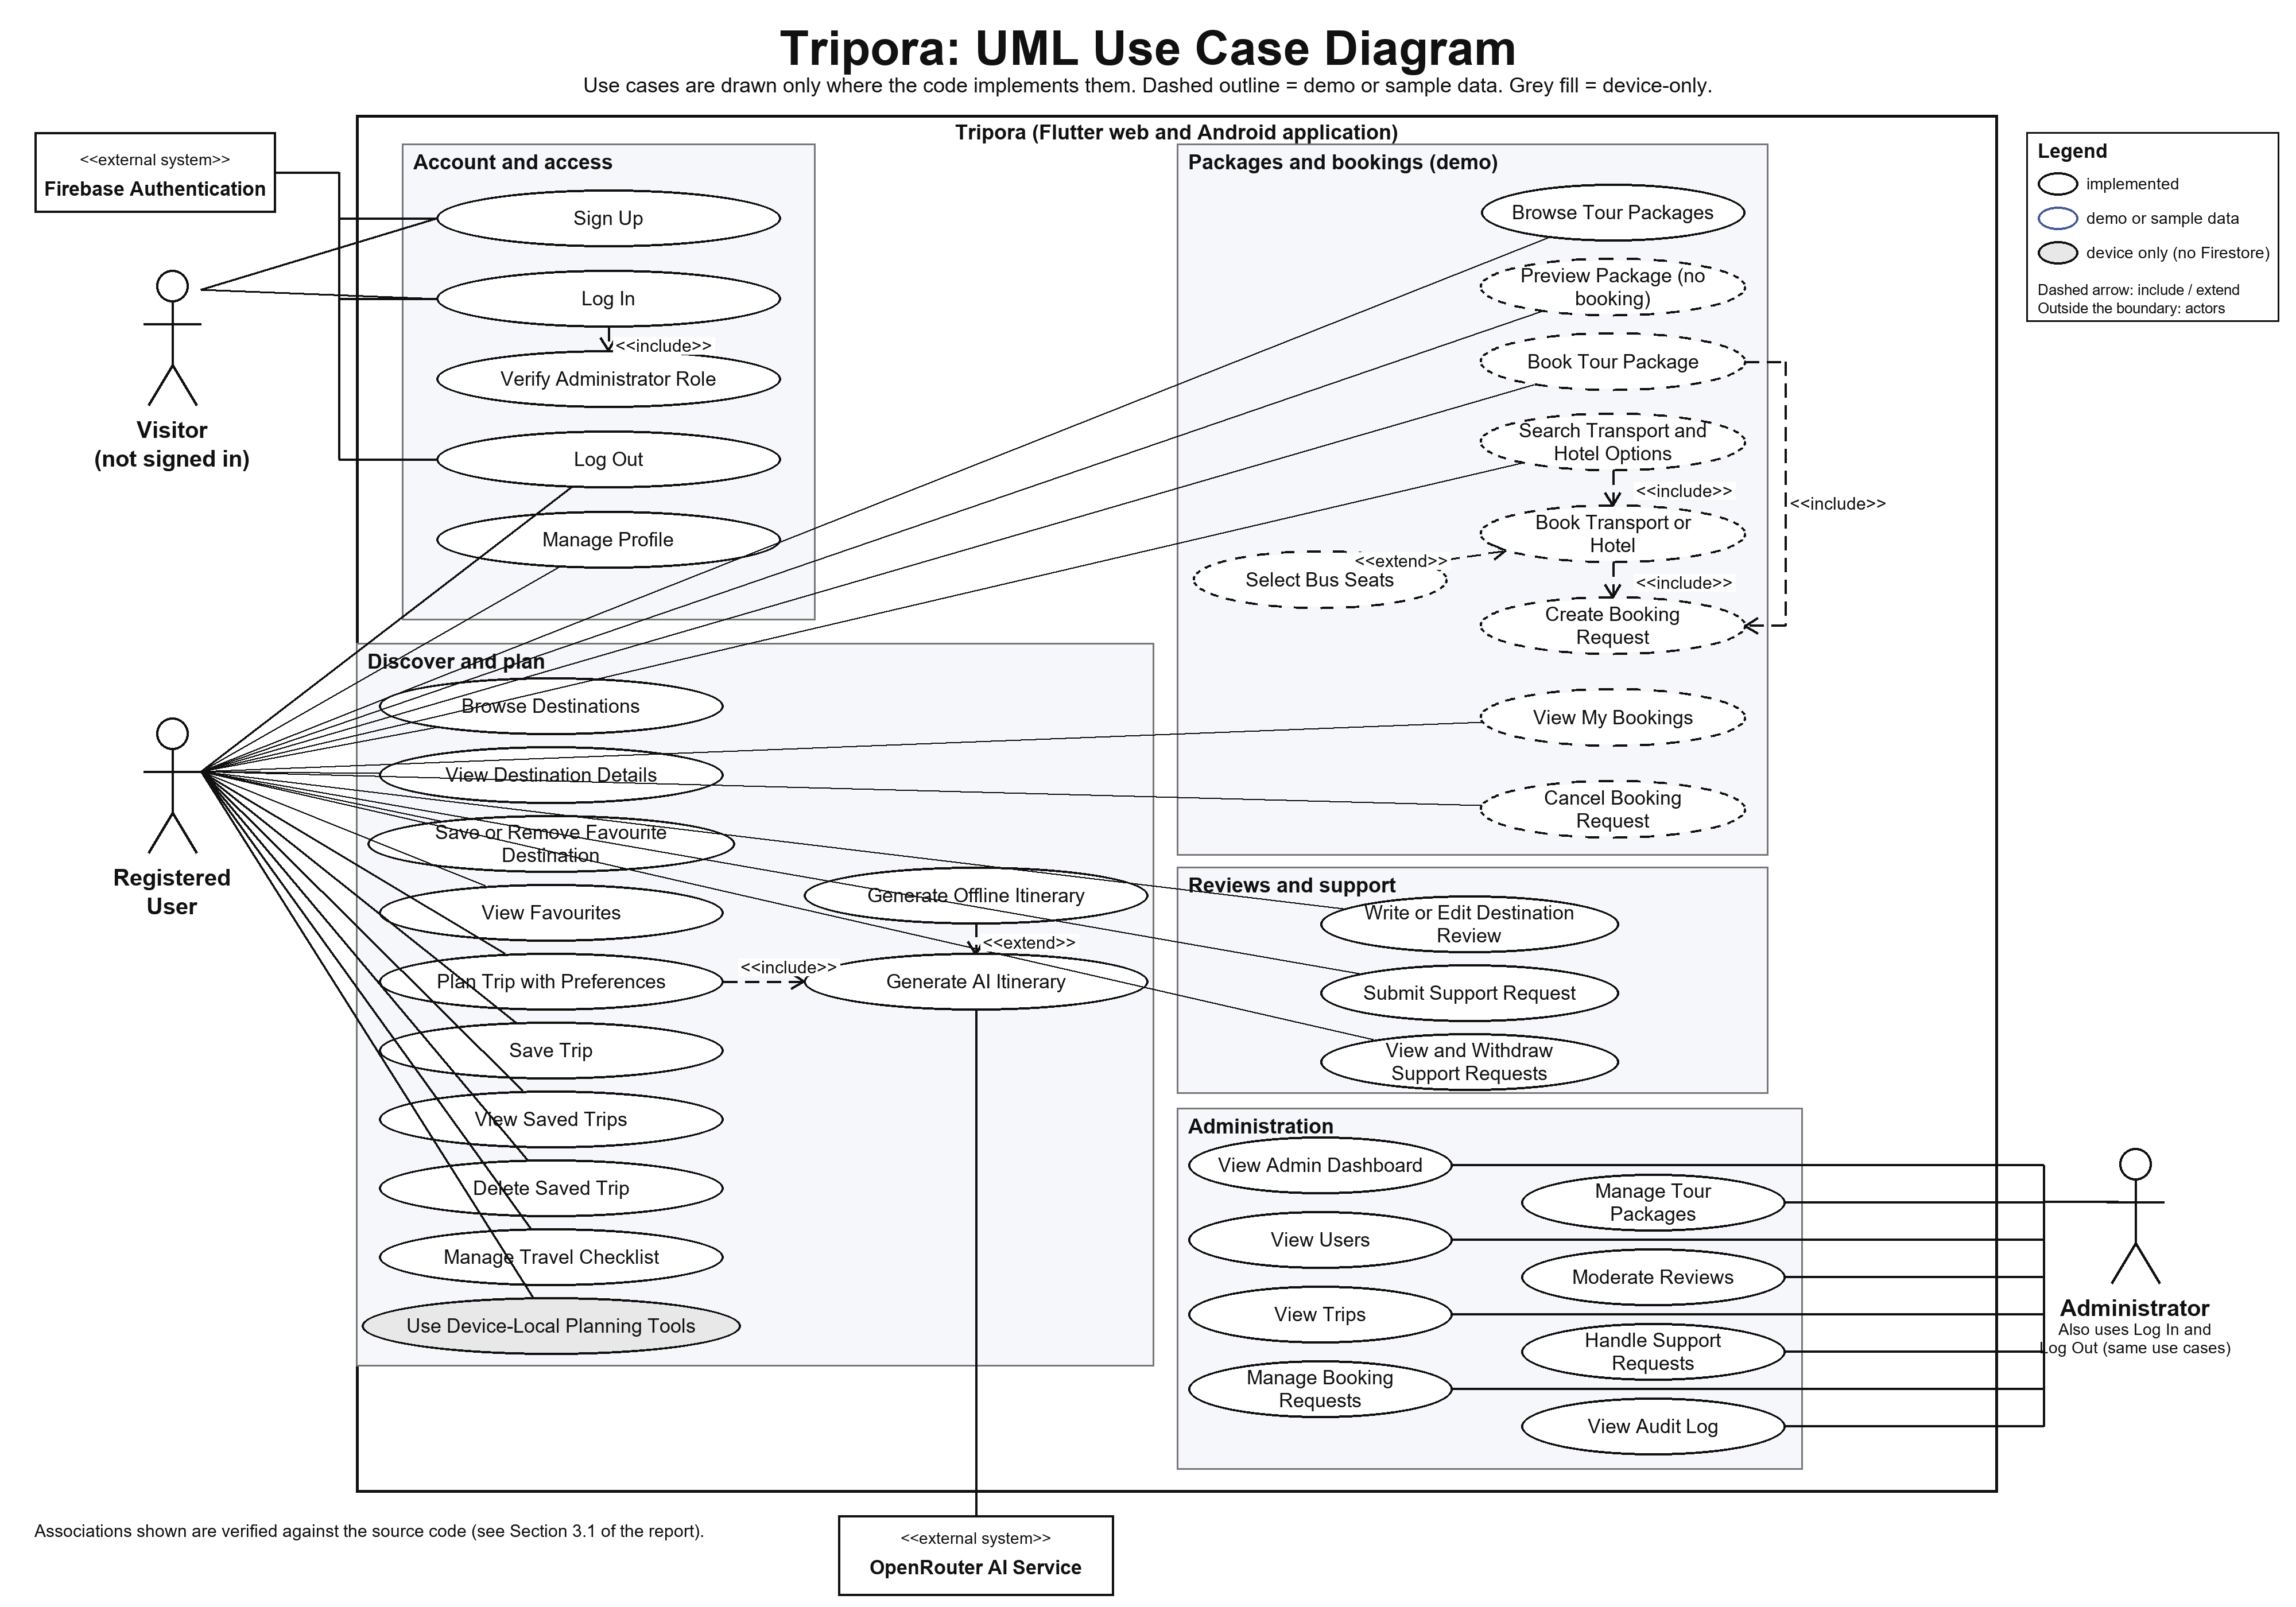 Tripora: UML Use Case Diagram
Use cases are drawn only where the code implements them. Dashed outline = demo or sample data. Grey fill = device-only.
Tripora (Flutter web and Android application)
<<external system>>
Firebase Authentication
Visitor
(not signed in)
Registered
User
Account and access
Sign Up
Log In
<<include>>
Verify Administrator Role
Log Out
Manage Profile
Discover and plan
Browse Destinations
View Destination Details
Save or Remove Favourite
Destination
View Favourites
Plan Trip with Preferences
<<include>>
Generate Offline Itinerary
<<extend>>
Generate AI Itinerary
Save Trip
View Saved Trips
Delete Saved Trip
Manage Travel Checklist
Use Device-Local Planning Tools
Packages and bookings (demo)
Browse Tour Packages
Preview Package (no
booking)
Book Tour Package
Search Transport and
Hotel Options
<<include>>
<<include>>
Book Transport or
Hotel
<<extend>>
Select Bus Seats
<<include>>
Create Booking
Request
View My Bookings
Cancel Booking
Request
Reviews and support
Write or Edit Destination
Review
Submit Support Request
View and Withdraw
Support Requests
Administration
View Admin Dashboard
Manage Tour
Packages
View Users
Moderate Reviews
View Trips
Handle Support
Requests
Manage Booking
Requests
View Audit Log
Legend
implemented
demo or sample data
device only (no Firestore)
Dashed arrow: include / extend
Outside the boundary: actors
Administrator
Also uses Log In and
Log Out (same use cases)
Associations shown are verified against the source code (see Section 3.1 of the report).
<<external system>>
OpenRouter AI Service